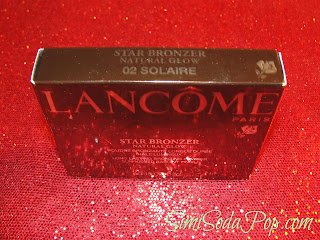 STAR BRONZER
NATURAL GLOW
02 SOLAIRE
LANCÔME
PARIS
STAR BRONZER
NATURAL GLOW
SimiSodaPop.com